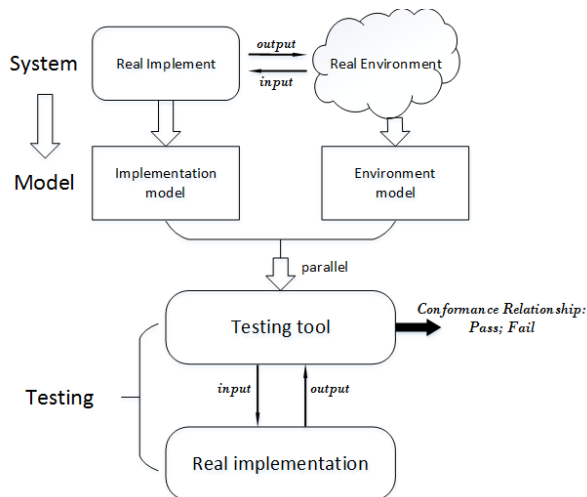 System
Real Implement
output
input
Real Environment
Model
Implementation
model
Environment
model
parallel
Testing tool
Conformance Relationship:
Pass; Fail
Testing
input
output
Real implementation